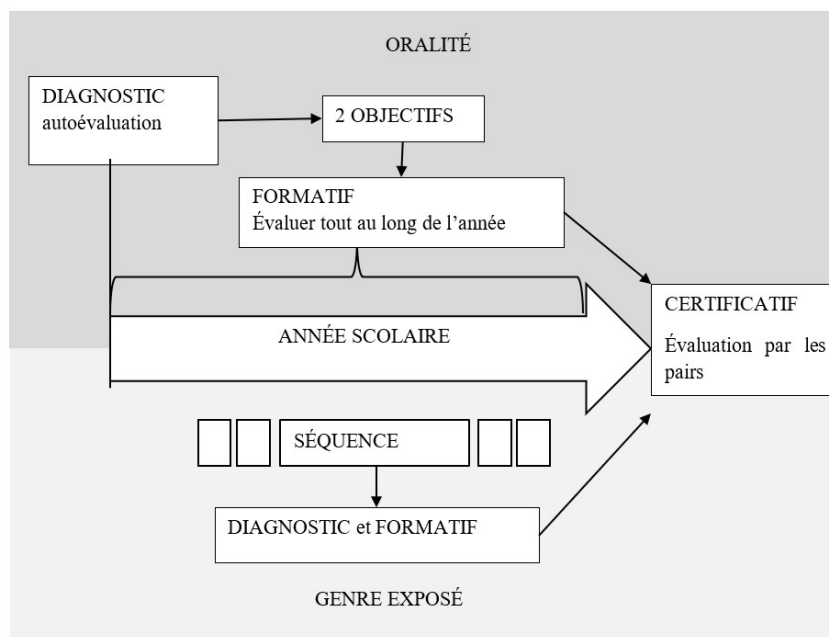 ORALITÉ
DIAGNOSTIC
autoévaluation
2 OBJECTIFS
FORMATIF
Évaluer tout au long de l’année
ANNÉE SCOLAIRE
CERTIFICATIF
Évaluation par les
pairs
SÉQUENCE
DIAGNOSTIC et FORMATIF
GENRE EXPOSÉ